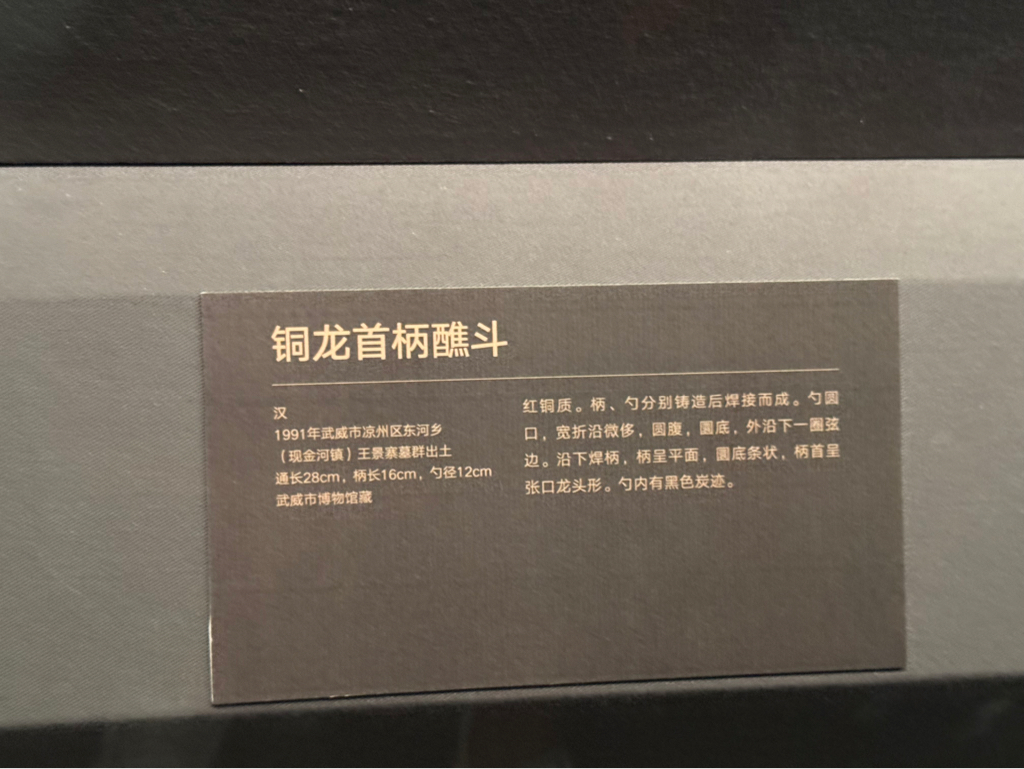 铜龙首柄醮斗
汉
1991年武威市凉州区东河乡
（现金河镇）王景寨墓群出土
通长28cm，柄长16cm，勺径12cm
武威市博物馆藏
红铜质。柄、勺分别铸造后焊接而成。勺圆
口，宽折沿微侈，圆腹，圜底，外沿下一圈弦
边。沿下焊柄，柄呈平面，圜底条状，柄首呈
张口龙头形。勺内有黑色炭迹。